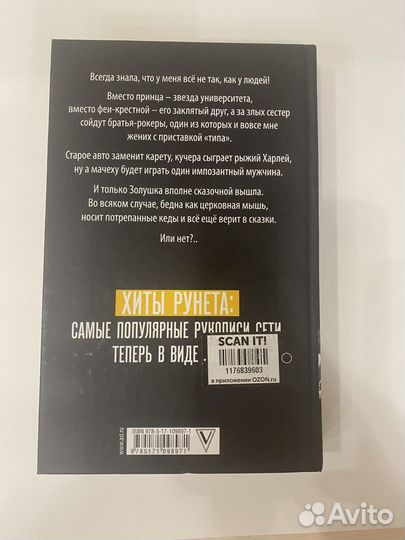 Всегда знала, что у меня всё не так, как у людей!
Вместо принца – звезда университета,
вместо феи-крестной – его заклятый друг, а за злых сестер
сойдут братья-рокеры, один из которых и вовсе мне
жених с приставкой «типа».
Старое авто заменит карету, кучера сыграет рыжий Харлей,
ну а мачеху будет играть один импозантный мужчина.
И только Золушка вполне сказочной вышла.
Во всяком случае, бедна как церковная мышь,
носит потрепанные кеды и всё ещё верит в сказки.
Или нет?..
ХИТЫ РУНЕТА:
САМЫЕ ПОПУЛЯРНЫЕ РУКОПИСИ СЕТИ
ТЕПЕРЬ В ВИДЕ
SCAN IT!
1176839603
в приложении OZON.ru
www.ast.ru
ISBN 978-5-17-109897-1
9785171098971
Avito